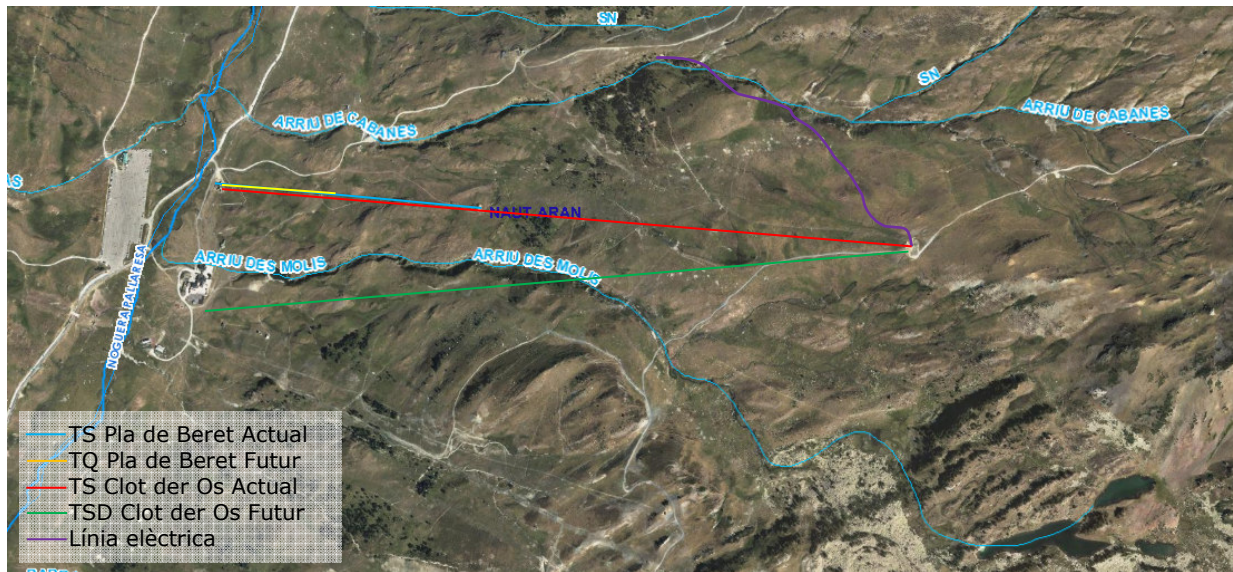 SN
SN
ARRIU DE CABANES
ARRIU DE CABANES
NAUT ARAN
ARRIU DES MOLIS
ARRIU DES MOLIS
NOGUERA PALLARESA
TS Pla de Beret Actual
TQ Pla de Beret Futur
TS Clot der Os Actual
TSD Clot der Os Futur
Línia elèctrica